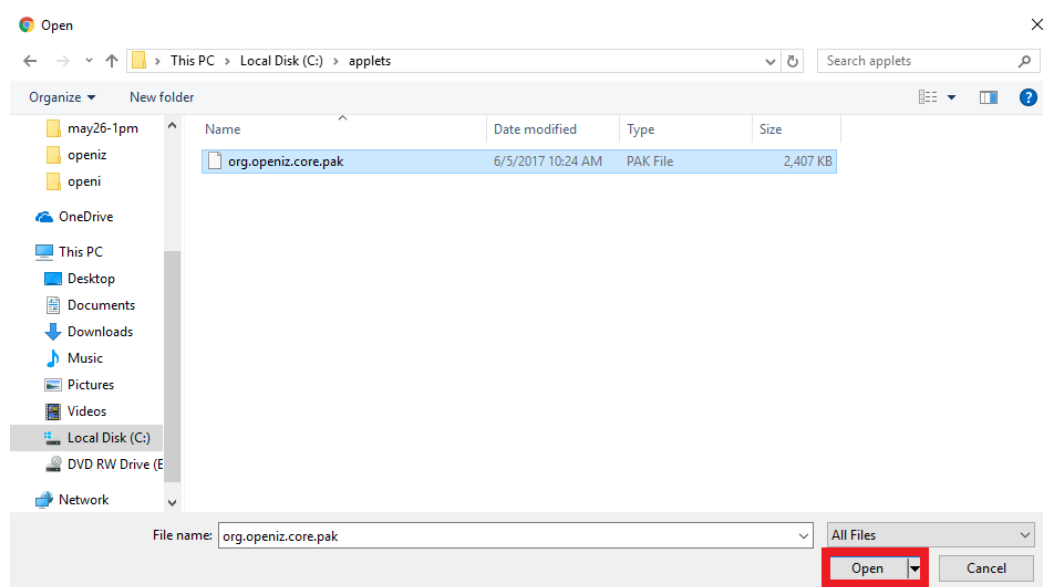 Open
This PC > Local Disk (C:) > applets
Search applets
Organize
New folder
may26-1pm
openiz
openi
OneDrive
This PC
Desktop
Documents
Downloads
Music
Pictures
Videos
Local Disk (C:)
DVD RW Drive (E
Network
Name Date modified Type Size
org.openiz.core.pak 6/5/2017 10:24 AM PAK File 2,407 KB
File name: org.openiz.core.pak
All Files
Open
Cancel